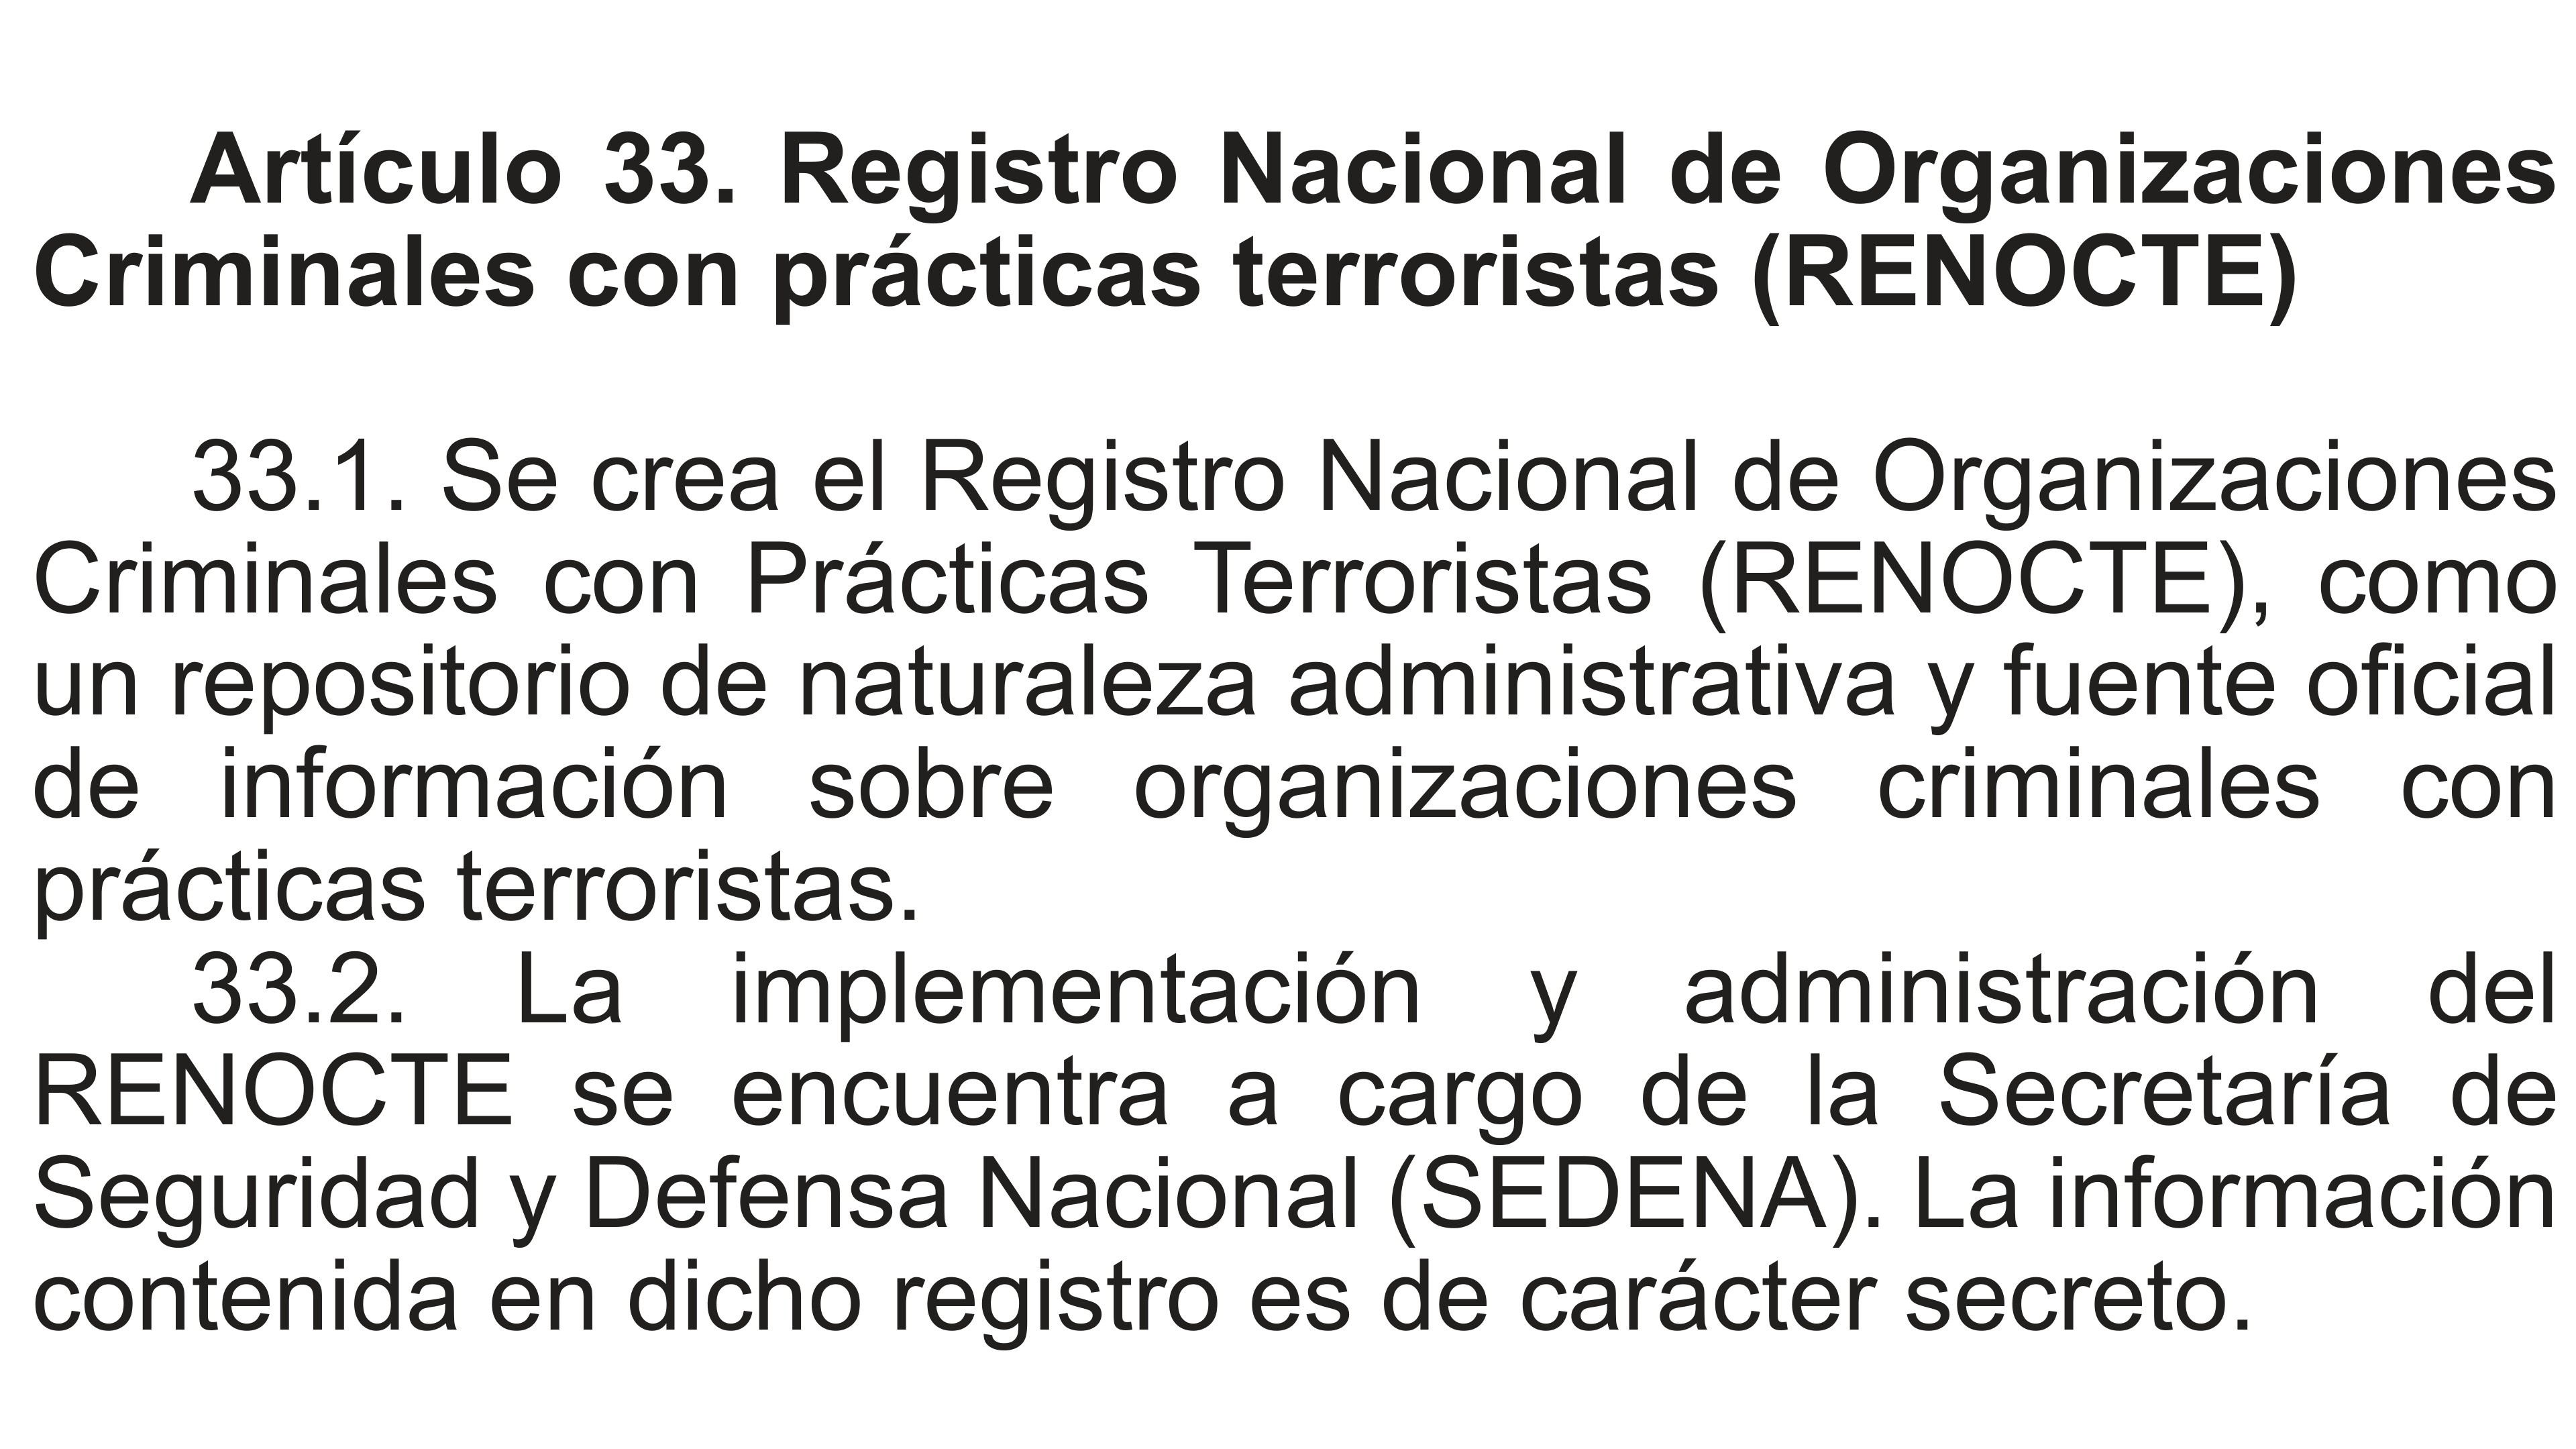 Artículo 33. Registro Nacional de Organizaciones
Criminales con prácticas terroristas (RENOCTE)
33.1. Se crea el Registro Nacional de Organizaciones
Criminales con Prácticas Terroristas (RENOCTE), como
un repositorio de naturaleza administrativa y fuente oficial
de información sobre organizaciones criminales con
prácticas terroristas.
33.2. La implementación y administración del
RENOCTE se encuentra a cargo de la Secretaría de
Seguridad y Defensa Nacional (SEDENA). La información
contenida en dicho registro es de carácter secreto.